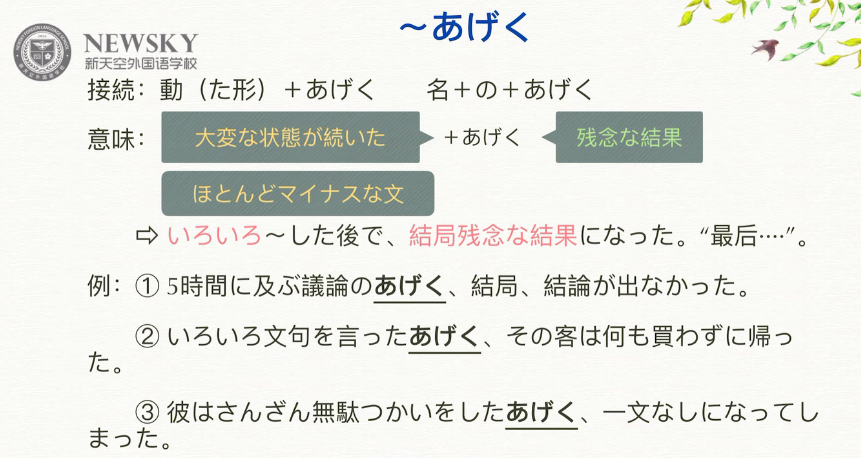 ～あげく
NEWSKY
新天空外国语学校
接続：動（た形）＋あげく　　名＋の＋あげく
意味：大変な状態が続いた ＋あげく 残念な結果
ほとんどマイナスな文
⇨ いろいろ～した後で、結局残念な結果になった。“最后····”。
例：① 5時間に及ぶ議論のあげく、結局、結論が出なかった。
② いろいろ文句を言ったあげく、その客は何も買わずに帰っ
た。
③ 彼はさんざん無駄つかいをしたあげく、一文なしになってし
まった。